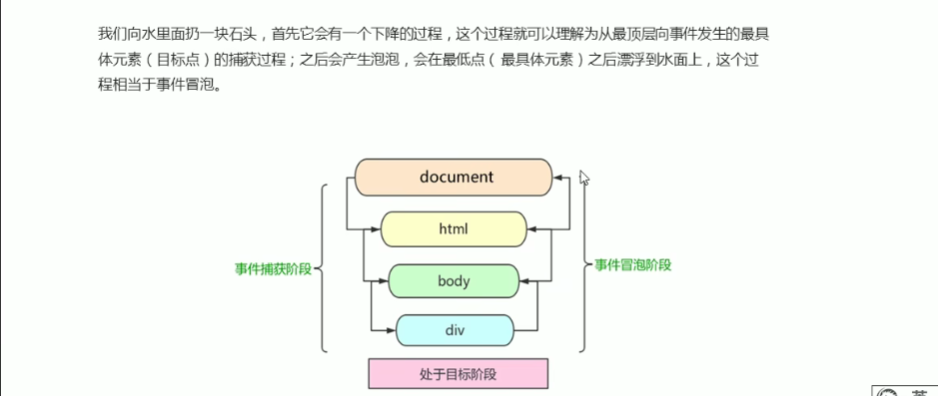 我们向水里面扔一块石头，首先它会有一个下降的过程，这个过程就可以理解为从最顶层向事件发生的最具
体元素（目标点）的捕获过程；之后会产生泡泡，会在最低点（ 最具体元素）之后漂浮到水面上，这个过
程相当于事件冒泡。
document
html
事件捕获阶段
事件冒泡阶段
body
div
处于目标阶段
英